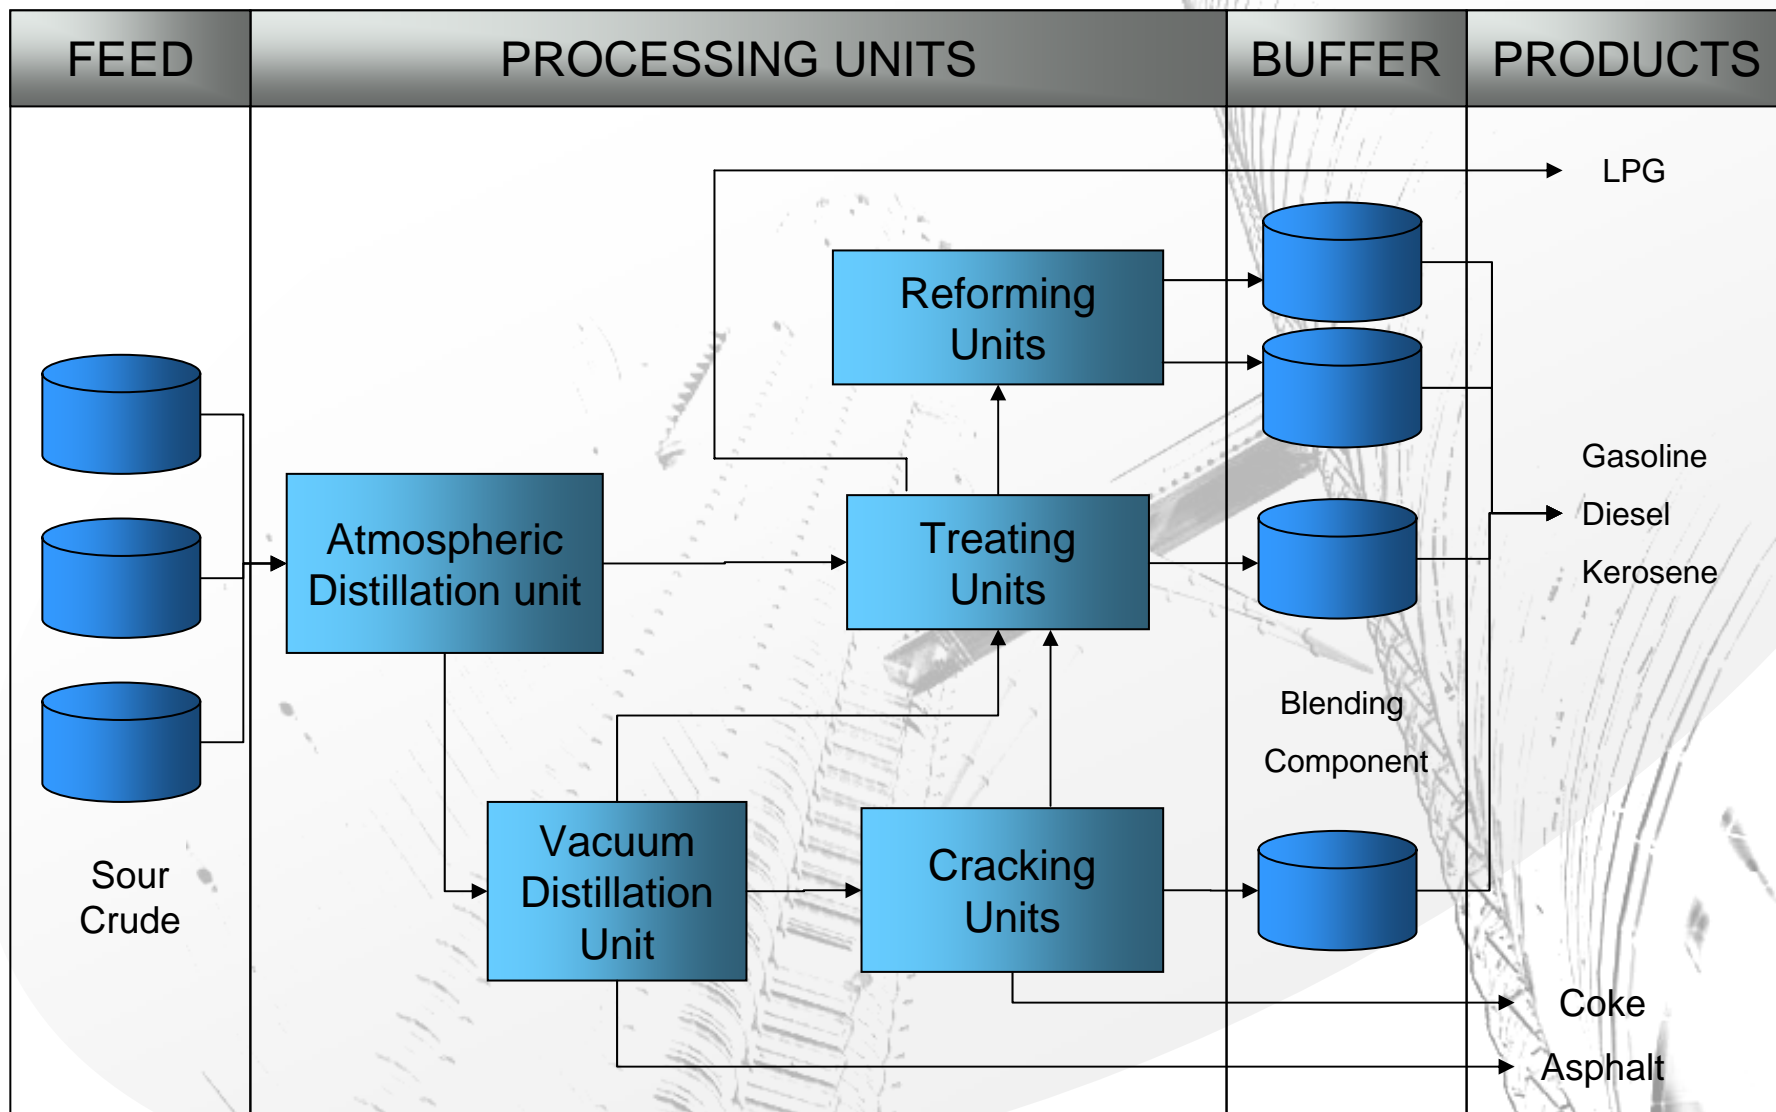 FEED
PROCESSING UNITS
BUFFER
PRODUCTS
LPG
Reforming
Units
Gasoline
Diesel
Kerosene
Atmospheric
Distillation unit
Treating
Units
Blending
Component
Sour
Crude
Vacuum
Distillation
Unit
Cracking
Units
Coke
Asphalt